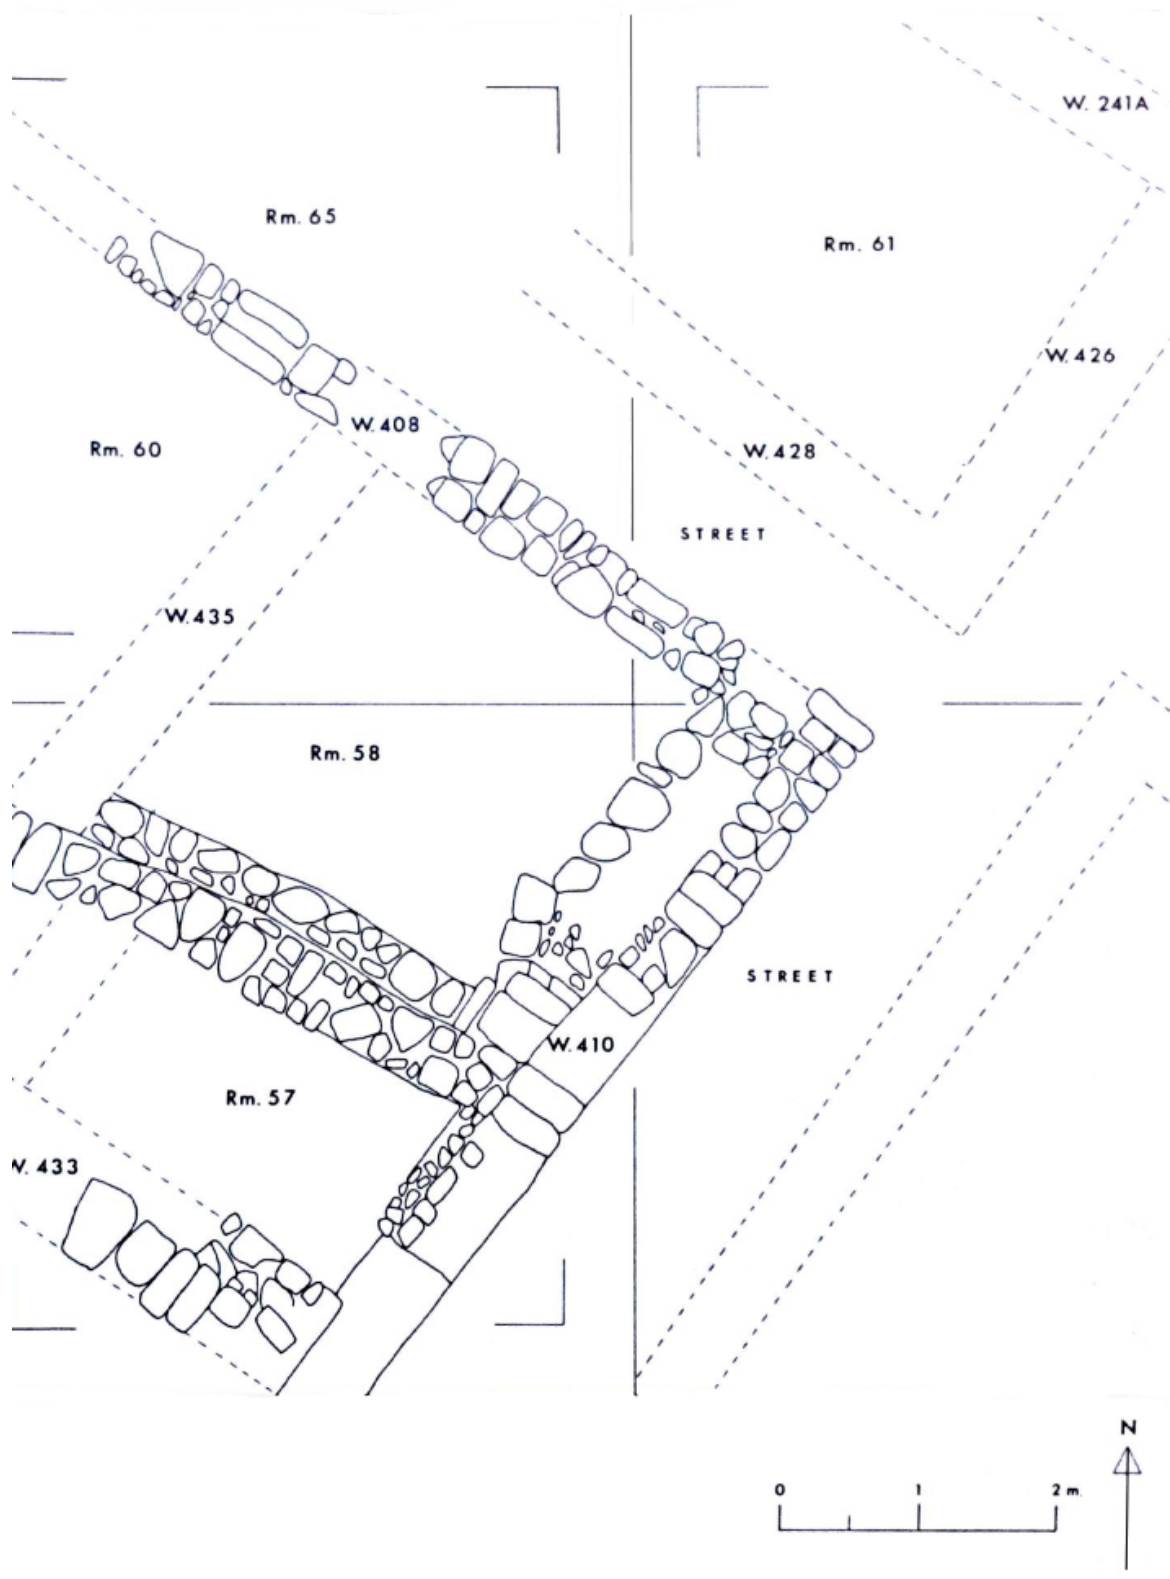 W. 241A
Rm. 65
Rm. 61
W. 426
W. 408
Rm. 60
W. 428
STREET
W. 435
Rm. 58
STREET
W. 410
Rm. 57
W. 433
N
0 1 2 m.